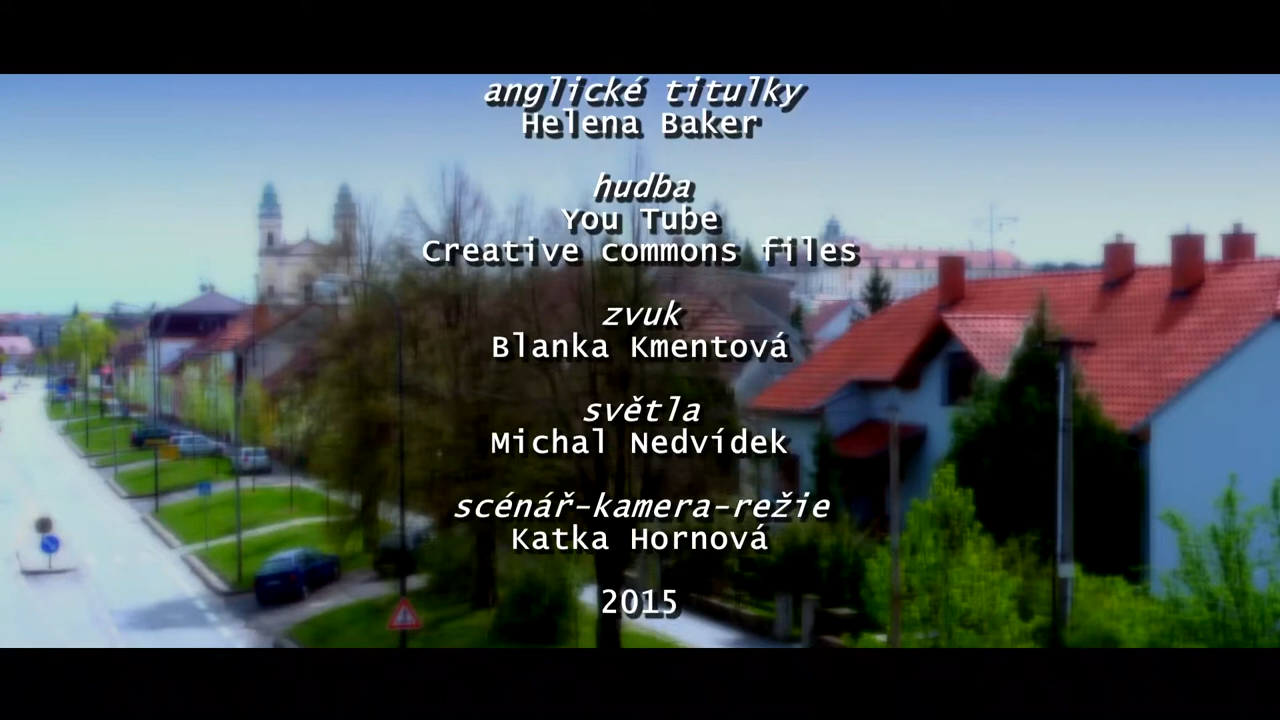 anglické titulky
Helena Baker
hudba
You Tube
Creative commons files
zvuk
Blanka Kmentová
světla
Michal Nedvídek
scénář-kamera-režie
Katka Hornová
2015